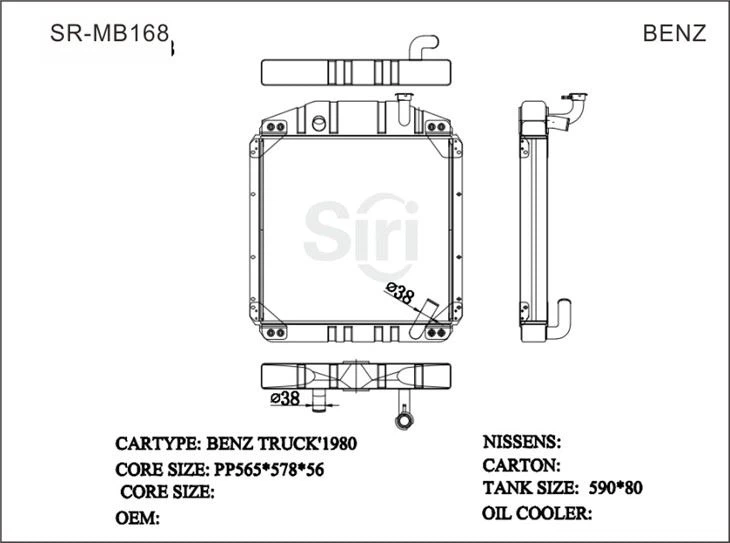 SR-MB168 BENZ
Siri
⌀38
⌀38
CARTYPE: BENZ TRUCK'1980 NISSENS:
CORE SIZE: PP565*578*56 CARTON:
CORE SIZE: TANK SIZE: 590*80
OEM: OIL COOLER: